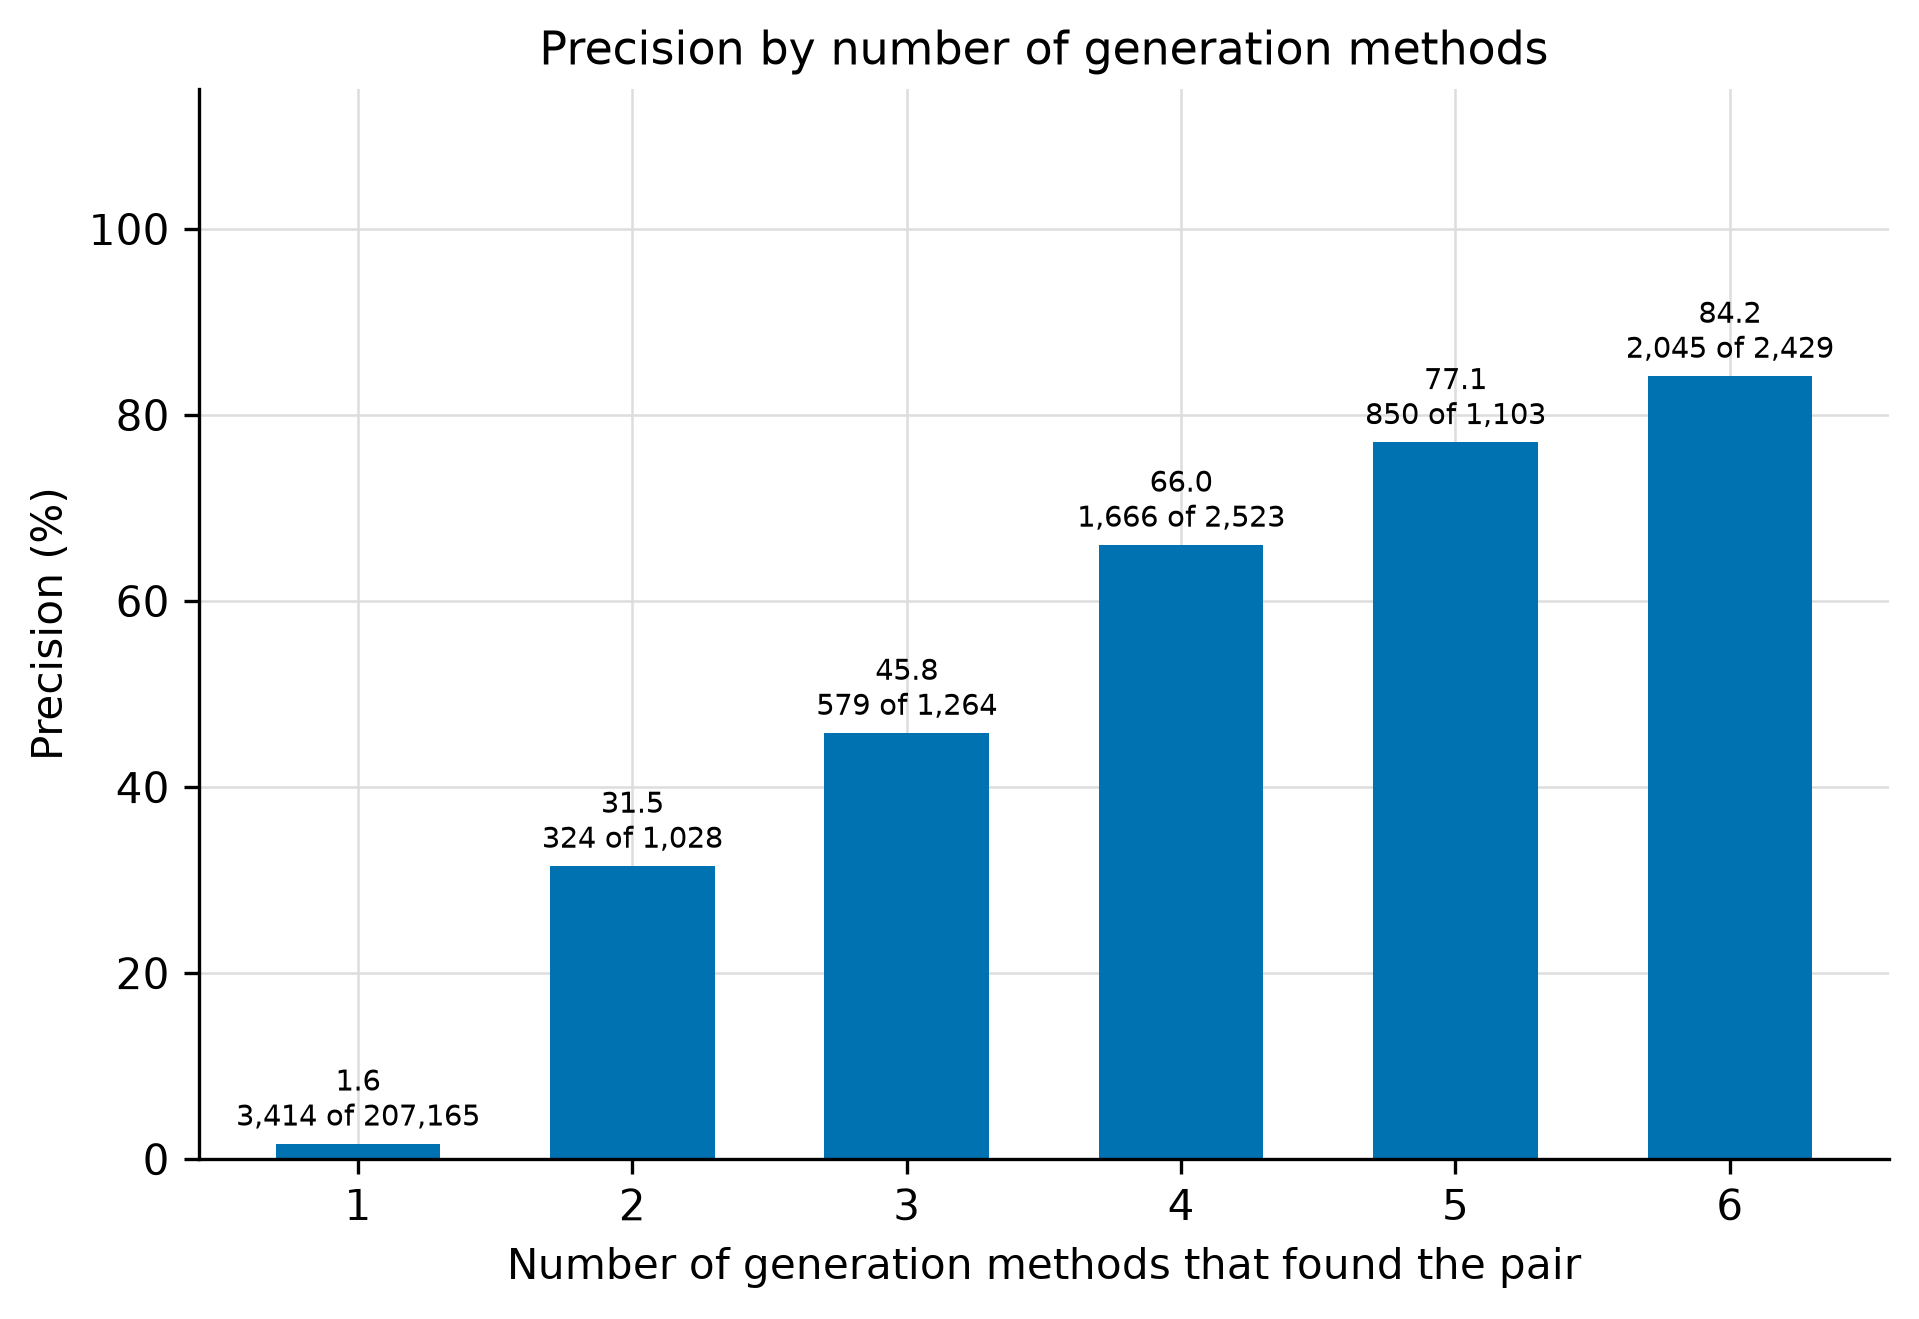 Precision by number of generation methods
Precision (%)
100
80
60
40
20
0
1.6
3,414 of 207,165
31.5
324 of 1,028
45.8
579 of 1,264
66.0
1,666 of 2,523
77.1
850 of 1,103
84.2
2,045 of 2,429
1 2 3 4 5 6
Number of generation methods that found the pair